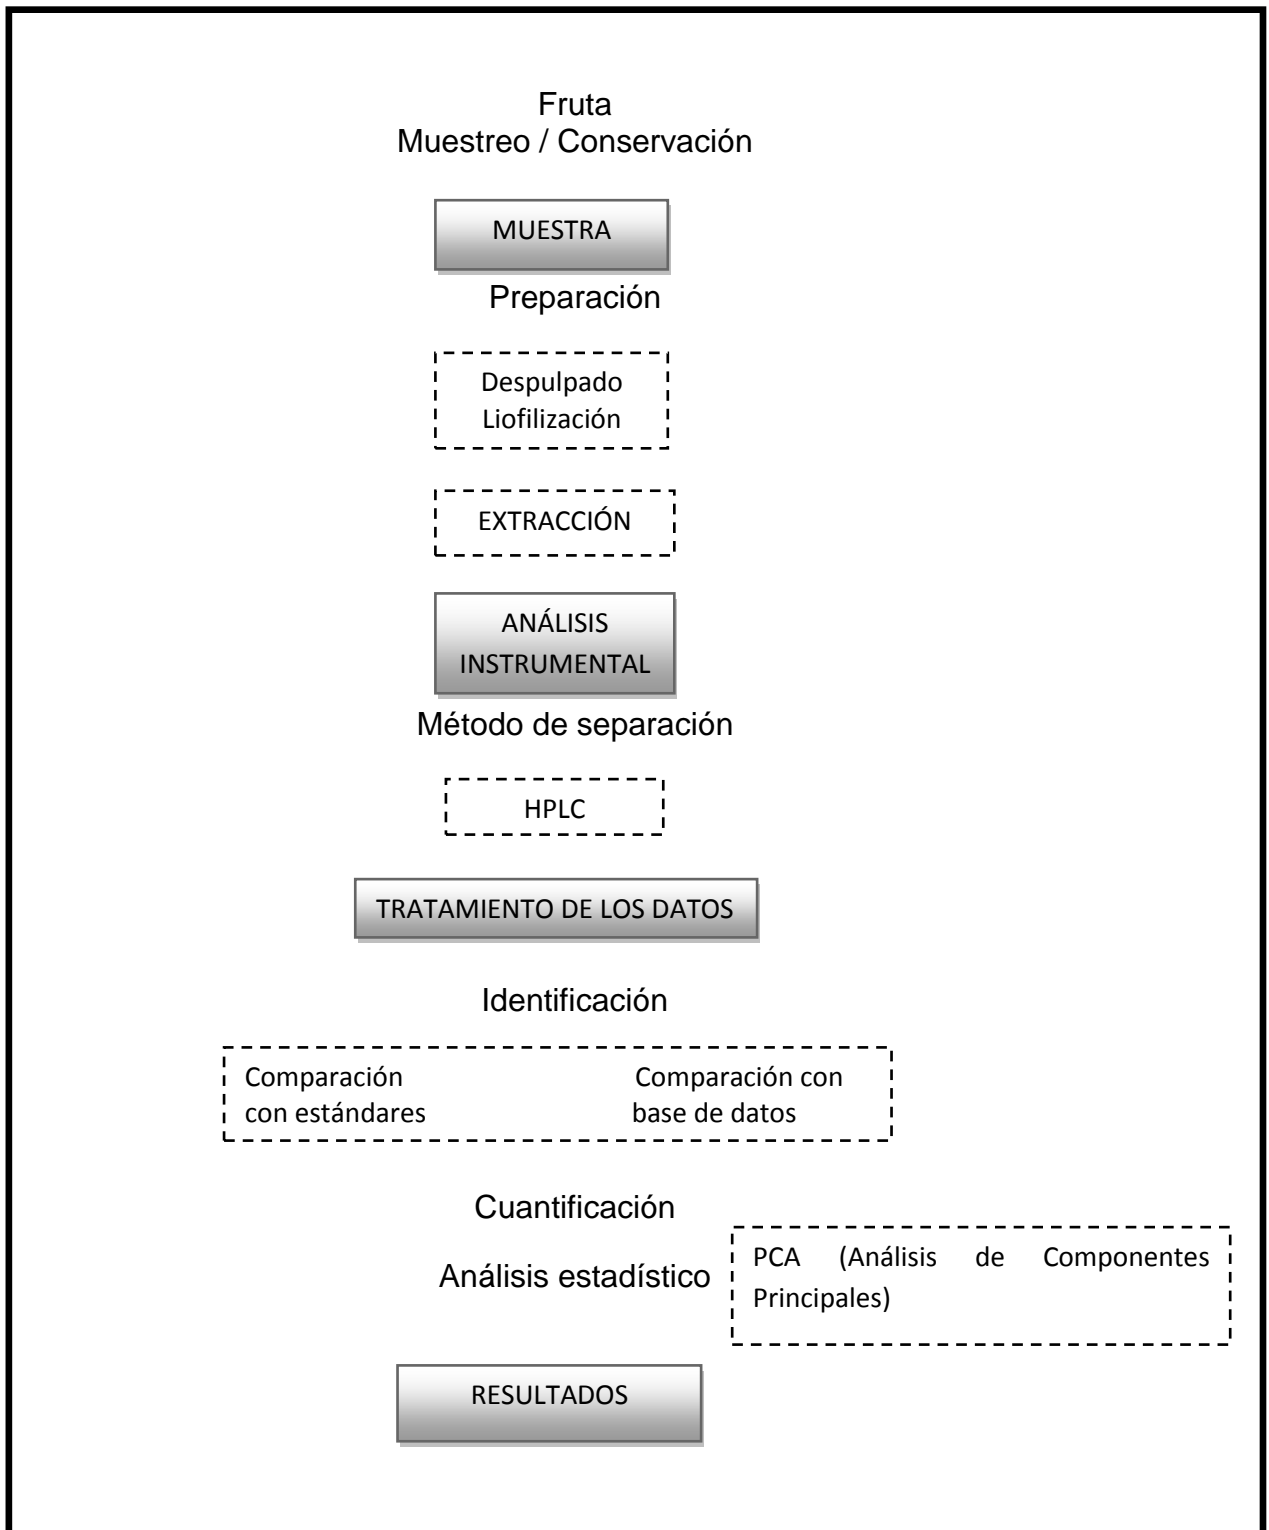 Fruta
Muestreo / Conservación
MUESTRA
Preparación
Despulpado
Liofilización
EXTRACCIÓN
ANÁLISIS
INSTRUMENTAL
Método de separación
HPLC
TRATAMIENTO DE LOS DATOS
Identificación
Comparación
con estándares
Comparación con
base de datos
Cuantificación
Análisis estadístico
PCA (Análisis de Componentes
Principales)
RESULTADOS